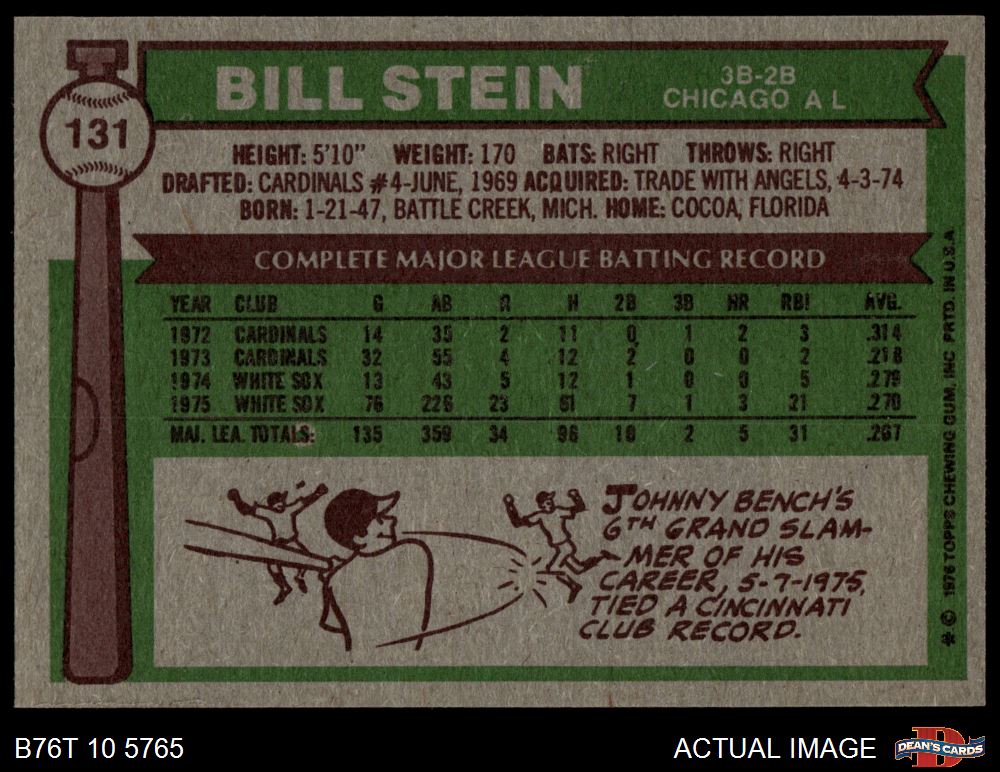 131
BILL STEIN
3B-2B
CHICAGO A L
HEIGHT: 5'10" WEIGHT: 170 BATS: RIGHT THROWS: RIGHT
DRAFTED: CARDINALS #4-JUNE, 1969 ACQUIRED: TRADE WITH ANGELS, 4-3-74
BORN: 1-21-47, BATTLE CREEK, MICH. HOME: COCOA, FLORIDA
COMPLETE MAJOR LEAGUE BATTING RECORD
YEAR CLUB G AB R H 2B 3B HR RBI AVG.
1972 CARDINALS 14 35 2 11 0 1 2 3 .314
1973 CARDINALS 32 55 4 12 2 0 0 2 .218
1974 WHITE SOX 13 43 5 12 1 0 0 5 .279
1975 WHITE SOX 76 226 23 61 7 1 3 21 .270
MAJ. LEA. TOTALS: 135 359 34 96 10 2 5 31 .267
JOHNNY BENCH'S
6TH GRAND SLAM-
MER OF HIS
CAREER, 5-7-1975,
TIED A CINCINNATI
CLUB RECORD.
* © 1976 TOPPS CHEWING GUM, INC PRTD. IN U.S.A.
B76T 10 5765
ACTUAL IMAGE
D
DEAN'S CARDS